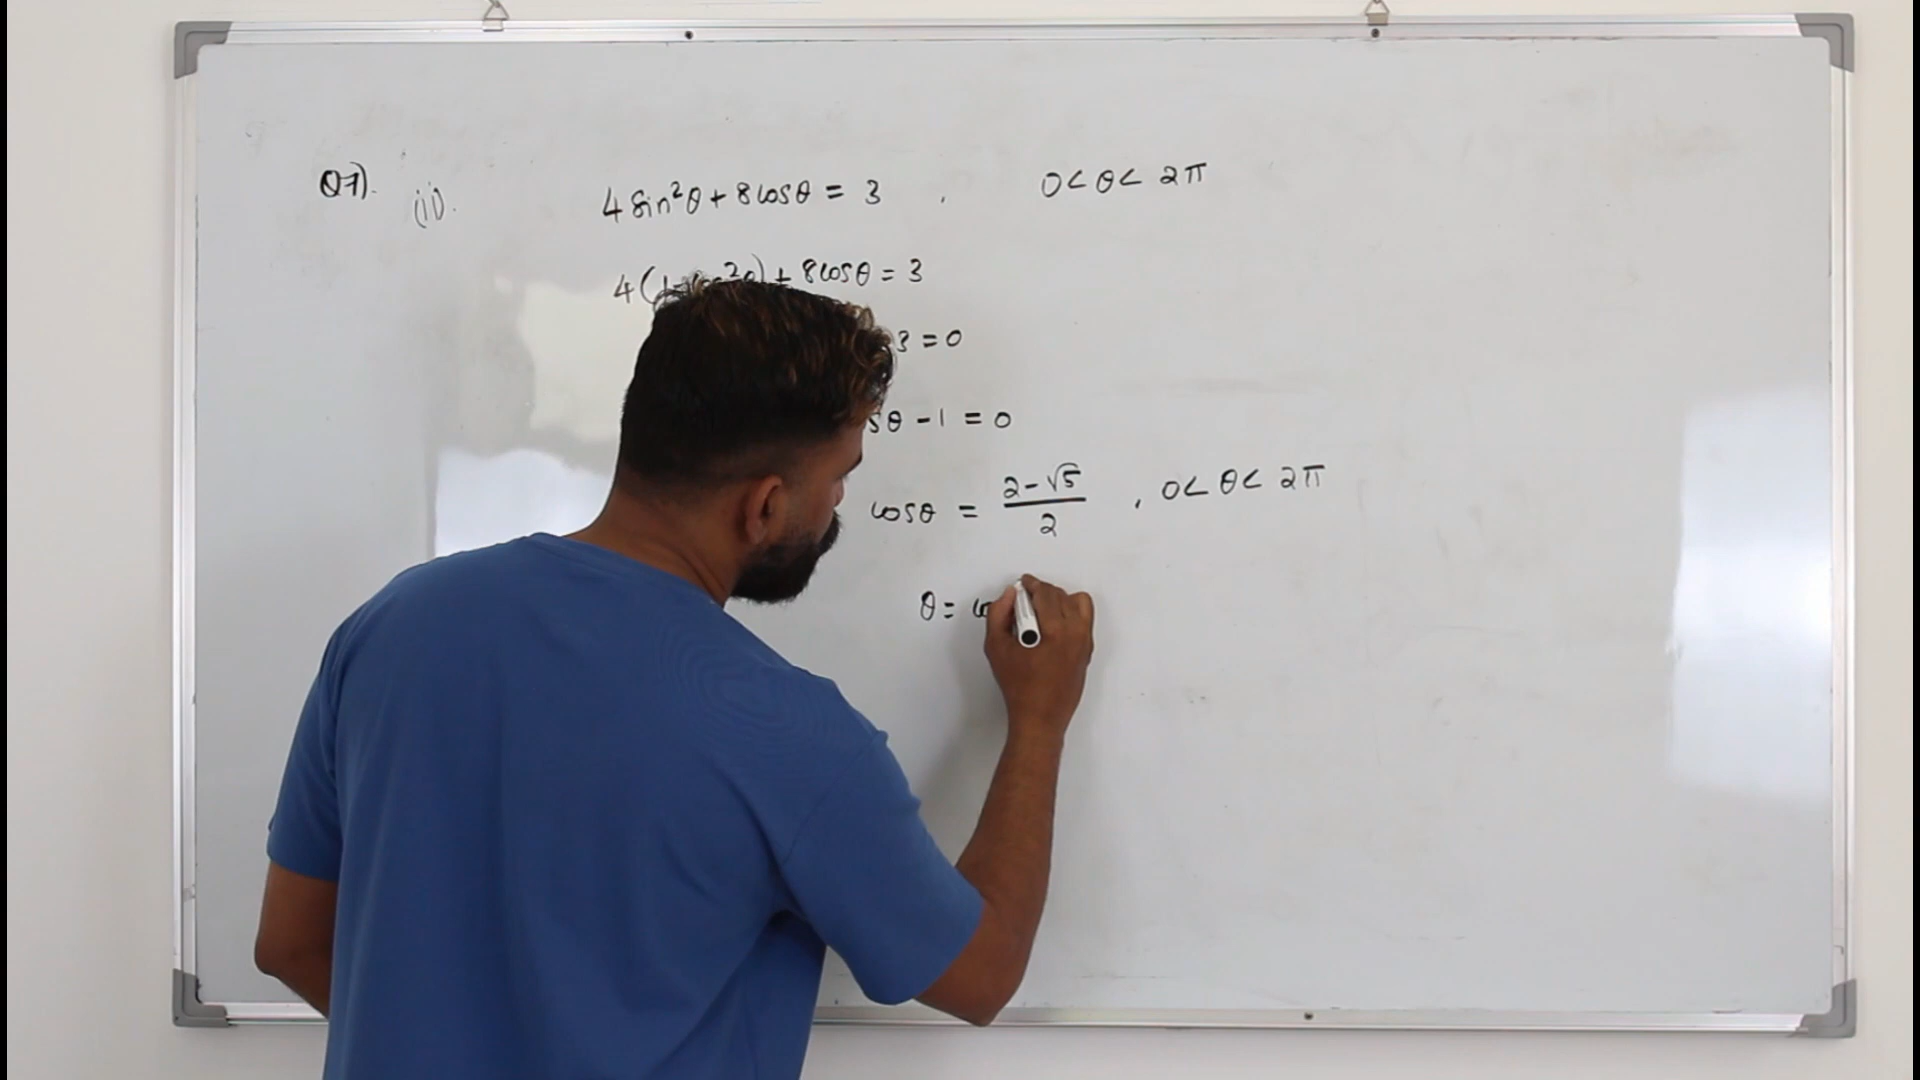 Q7). (ii). 4 sin²θ + 8 cosθ = 3 , 0 < θ < 2π
4(1 + 8 cosθ = 3
3 = 0
sθ - 1 = 0
cosθ = (2-√5)/2 , 0 < θ < 2π
θ =